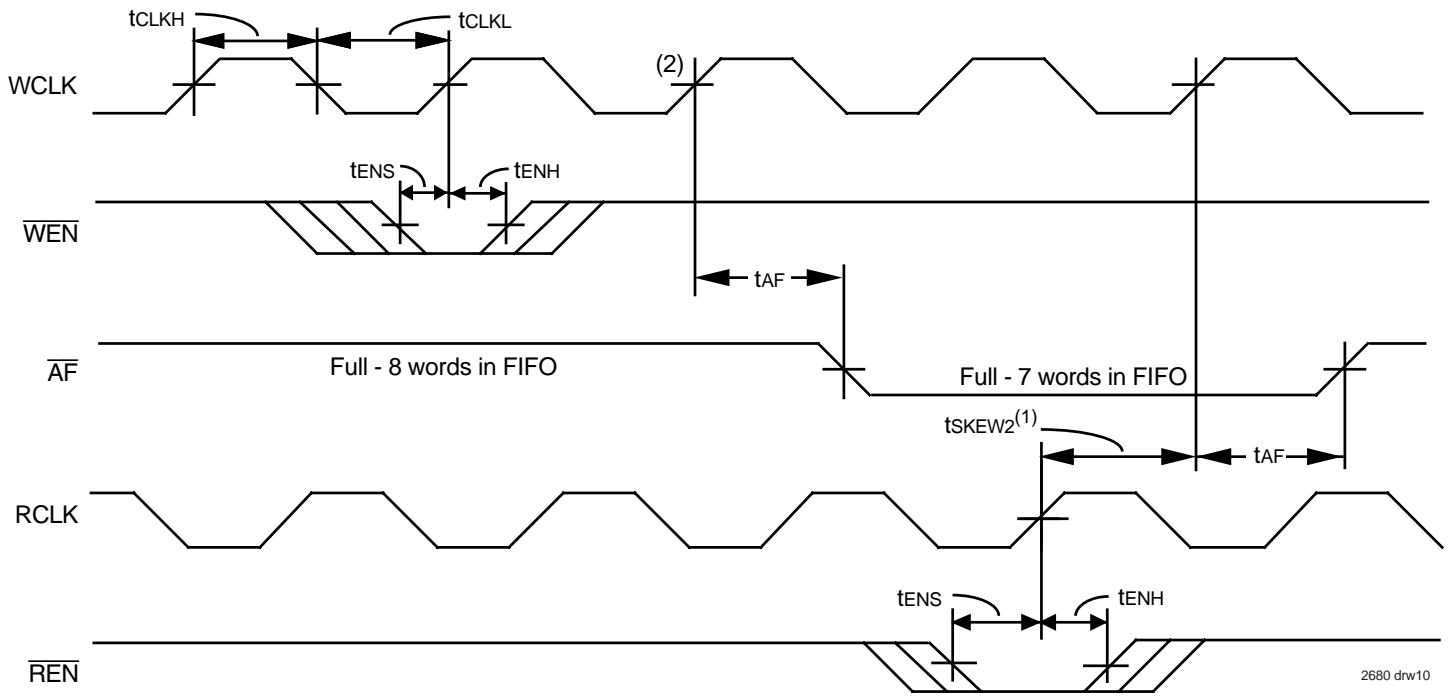 tCLKH tCLKL
WCLK (2)
tENS tENH
WEN
tAF
AF Full - 8 words in FIFO Full - 7 words in FIFO
tSKEW2(1)
tAF
RCLK
tENS tENH
REN
2680 drw10